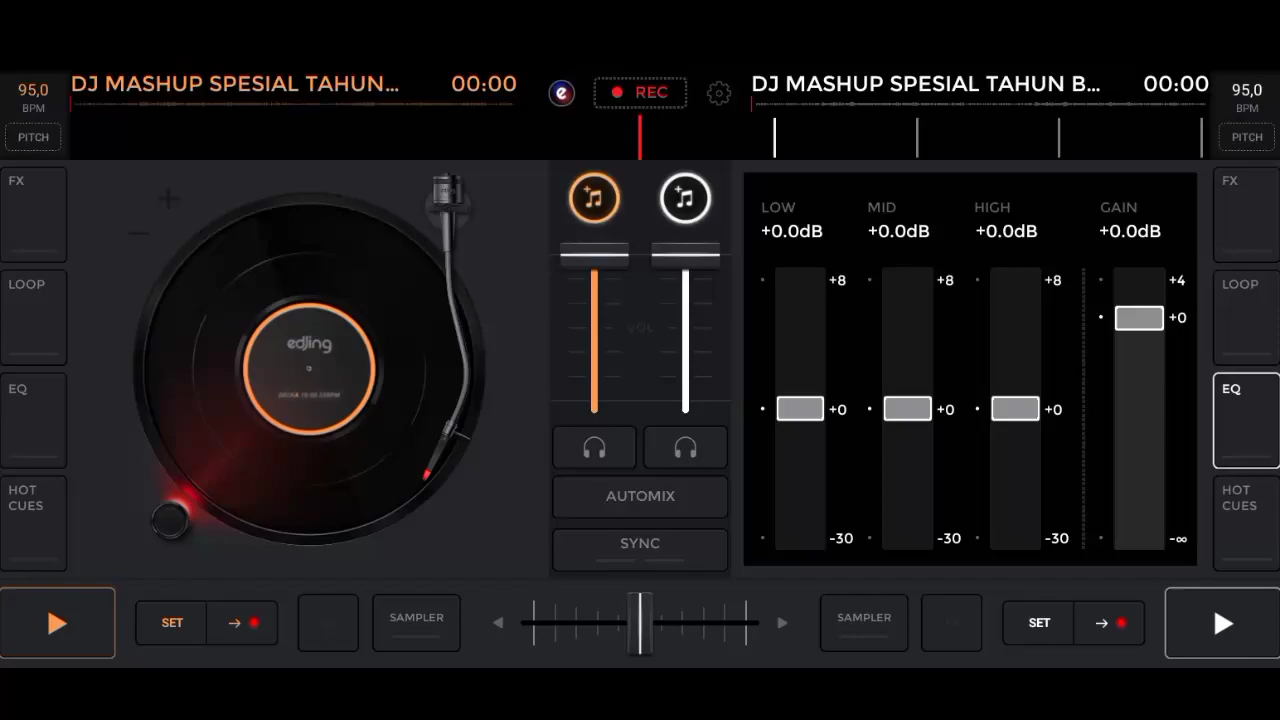 95,0
BPM
PITCH
DJ MASHUP SPESIAL TAHUN...
00:00
e
REC
DJ MASHUP SPESIAL TAHUN B...
00:00
95,0
BPM
PITCH
FX
LOOP
EQ
HOT
CUES
edjing
VOL
AUTOMIX
SYNC
LOW
+0.0dB
MID
+0.0dB
HIGH
+0.0dB
GAIN
+0.0dB
+8
+0
-30
+8
+0
-30
+8
+0
-30
+4
+0
-∞
FX
LOOP
EQ
HOT
CUES
SET
SAMPLER
SAMPLER
SET